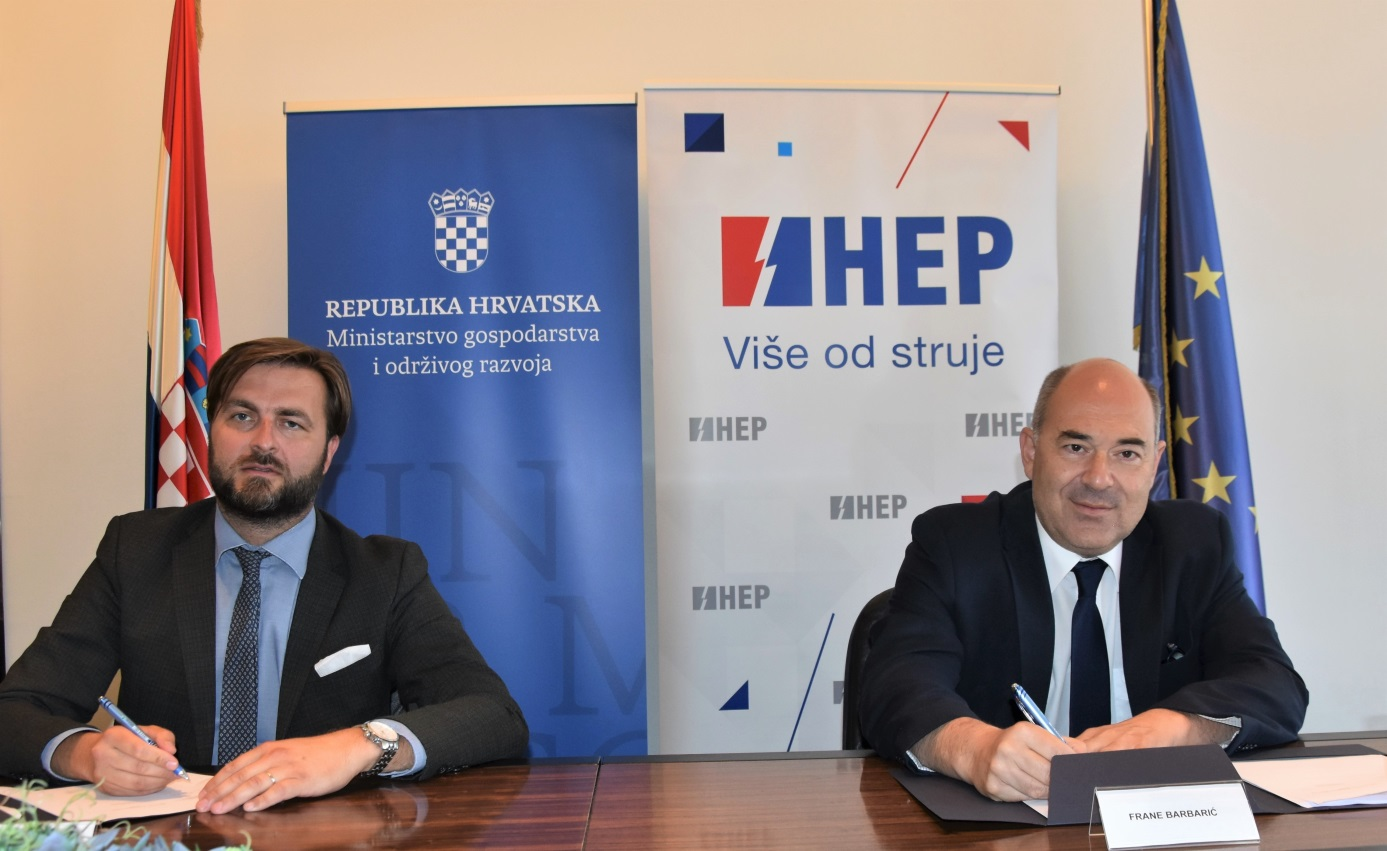 REPUBLIKA HRVATSKA
Ministarstvo gospodarstva
i održivog razvoja
HEP
Više od struje
HEP
HEP
HEP
HEP
FRANE BARBARIĆ